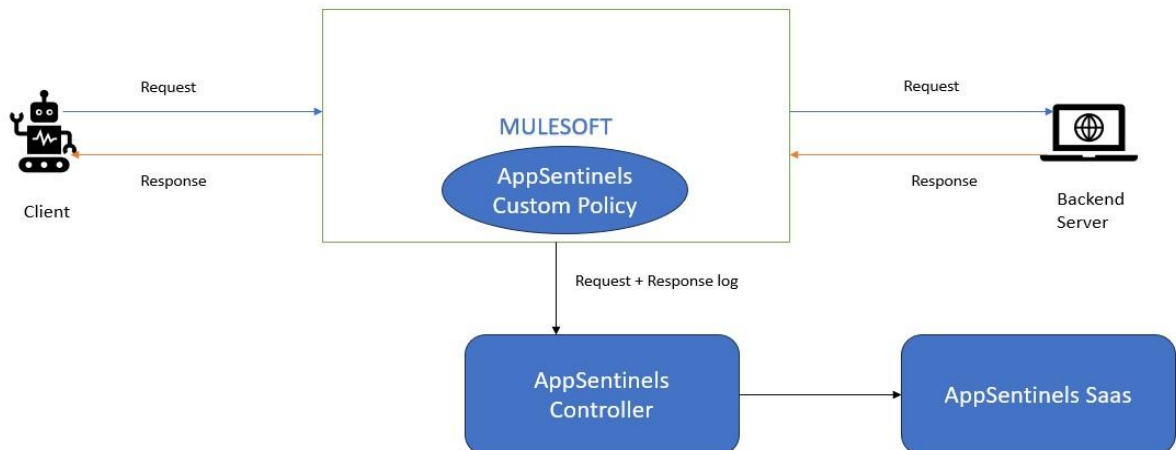 Request
Request
MULESOFT
AppSentinels
Custom Policy
Response
Response
Client
Backend
Server
Request + Response log
AppSentinels
Controller
AppSentinels Saas